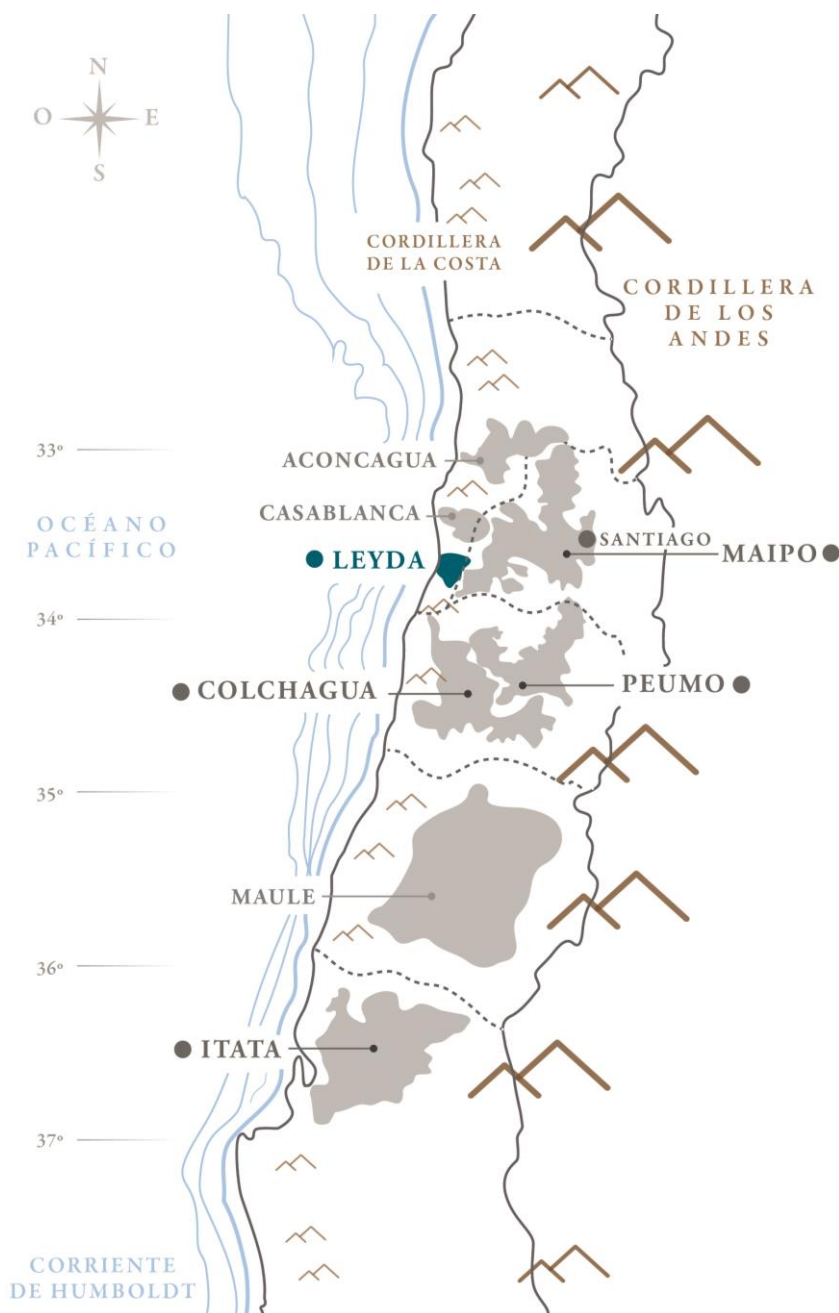 N
O E
S
CORDILLERA
DE LA COSTA
CORDILLERA
DE LOS
ANDES
33º
ACONCAGUA
CASABLANCA
OCÉANO
PACÍFICO
SANTIAGO
LEYDA
MAIPO
34º
COLCHAGUA
PEUMO
35º
MAULE
36º
ITATA
37º
CORRIENTE
DE HUMBOLDT